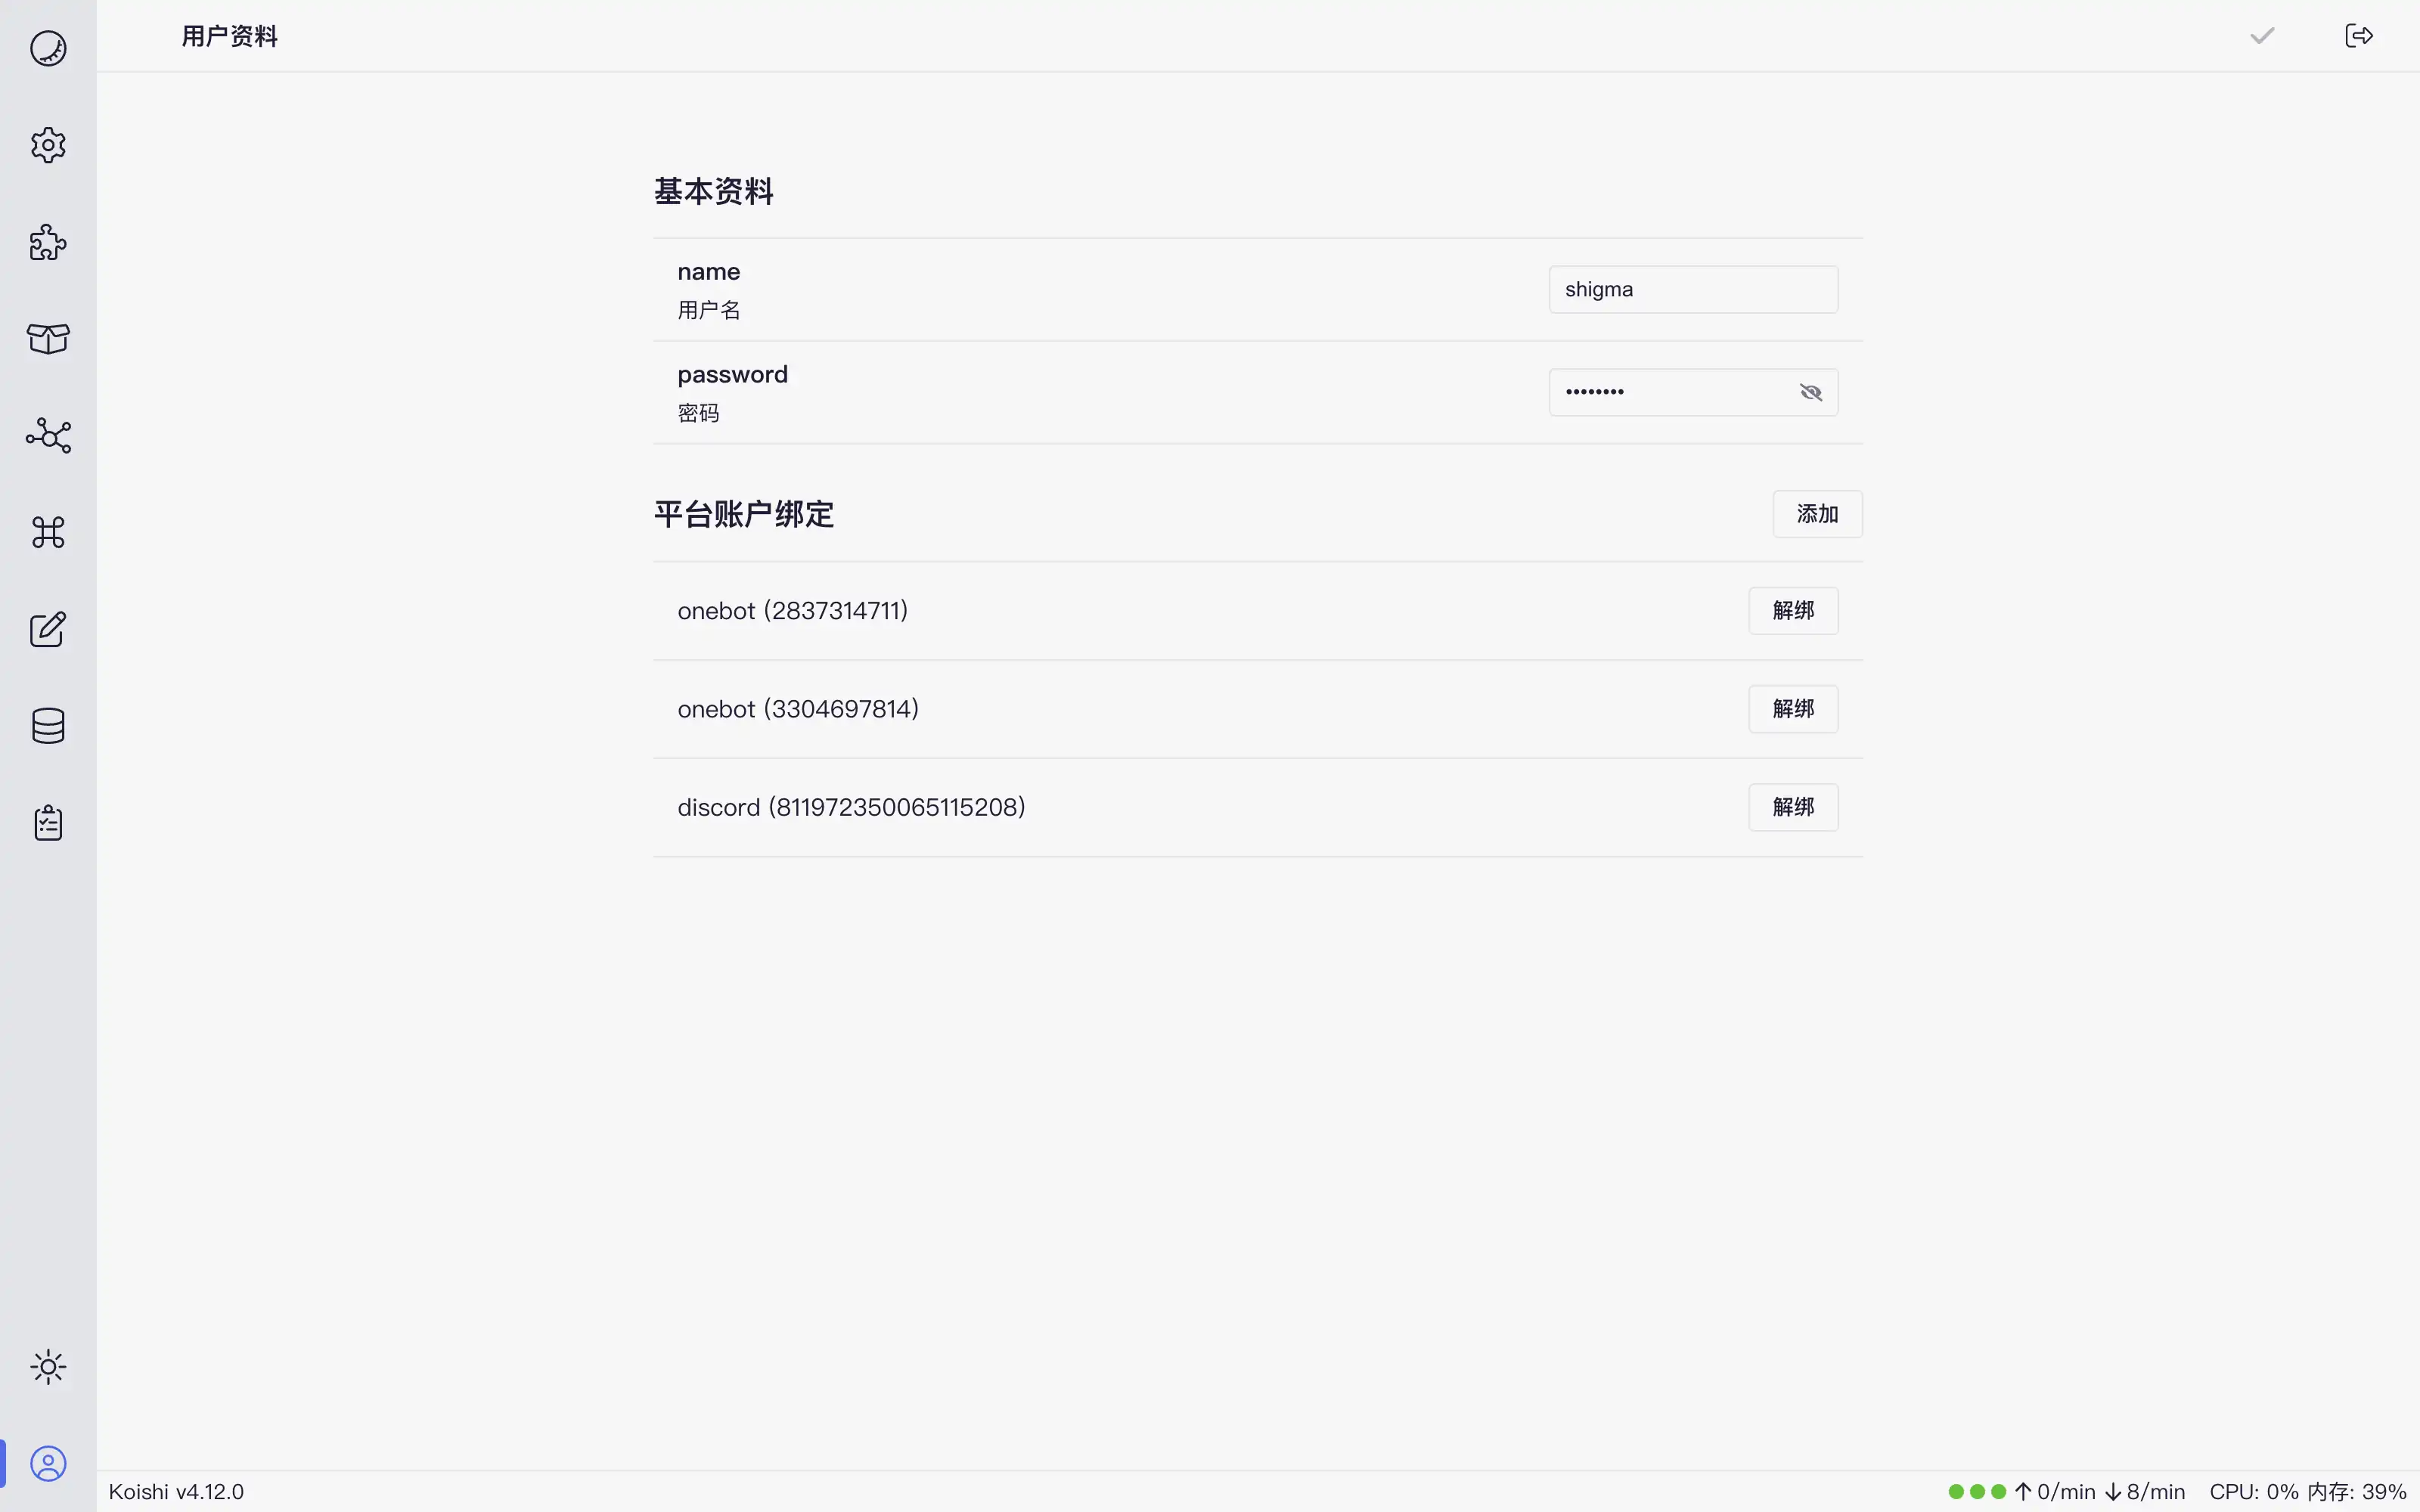 用户资料
基本资料
name
用户名
shigma
password
密码
••••••••
平台账户绑定
添加
onebot (2837314711)
解绑
onebot (3304697814)
解绑
discord (811972350065115208)
解绑
Koishi v4.12.0
↑ 0/min ↓ 8/min CPU: 0% 内存: 39%